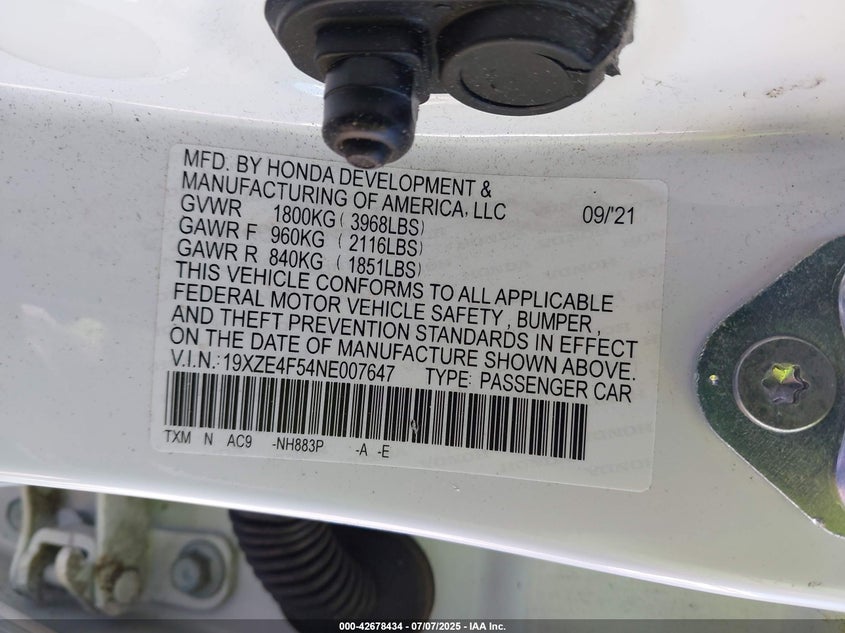 MFD. BY HONDA DEVELOPMENT &
MANUFACTURING OF AMERICA, LLC 09/'21
GVWR 1800KG ( 3968LBS)
GAWR F 960KG ( 2116LBS)
GAWR R 840KG ( 1851LBS)
THIS VEHICLE CONFORMS TO ALL APPLICABLE
FEDERAL MOTOR VEHICLE SAFETY, BUMPER,
AND THEFT PREVENTION STANDARDS IN EFFECT
ON THE DATE OF MANUFACTURE SHOWN ABOVE.
V.I.N.: 19XZE4F54NE007647 TYPE: PASSENGER CAR
TXM N AC9 -NH883P -A -E
000-42678434 - 07/07/2025 - IAA Inc.